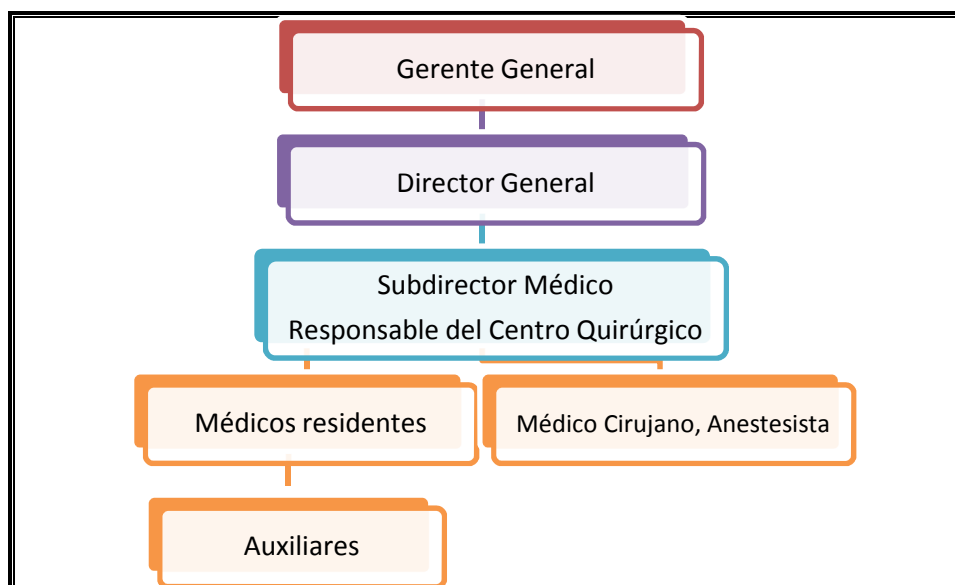 Gerente General
Director General
Subdirector Médico
Responsable del Centro Quirúrgico
Médicos residentes
Médico Cirujano, Anestesista
Auxiliares